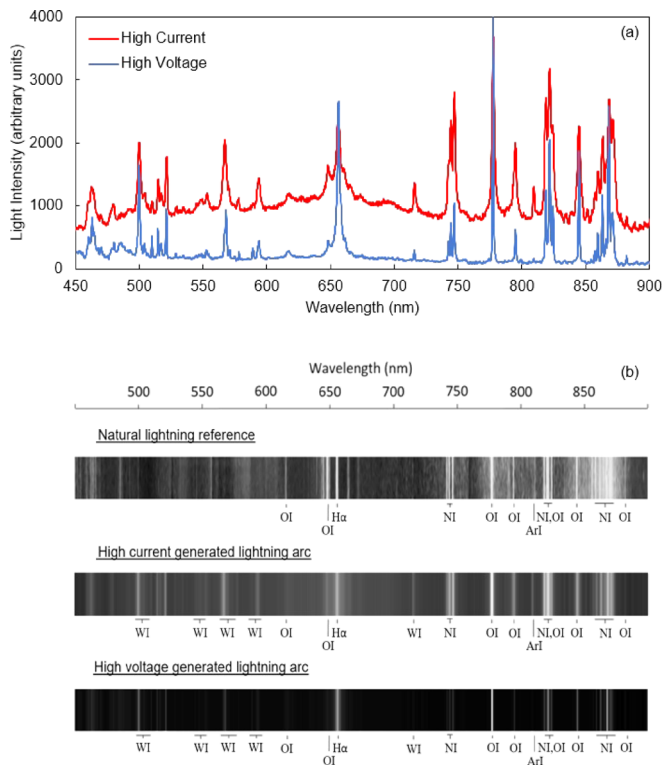 (a)
High Current
High Voltage
4000
3000
2000
1000
0
Light Intensity (arbitrary units)
450 500 550 600 650 700 750 800 850 900
Wavelength (nm)
Wavelength (nm)
(b)
500 550 600 650 700 750 800 850
Natural lightning reference
OI Hα NI OI OI NI,OI OI NI OI
OI ArI
High current generated lightning arc
WI WI WI WI OI Hα WI NI OI OI NI,OI OI NI OI
OI ArI
High voltage generated lightning arc
WI WI WI WI OI Hα WI NI OI OI NI,OI OI NI OI
OI ArI